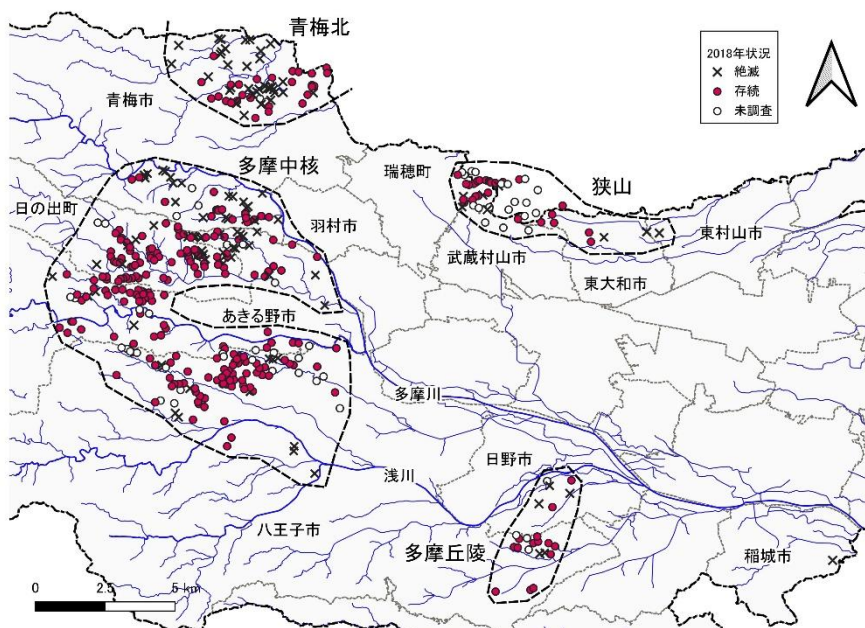 青梅北
2018年状況
絶滅
存続
未調査
青梅市
多摩中核
瑞穂町
狭山
日の出町
羽村市
東村山市
武蔵村山市
東大和市
あきる野市
多摩川
日野市
浅川
八王子市
多摩丘陵
稲城市
0 2.5 5 km